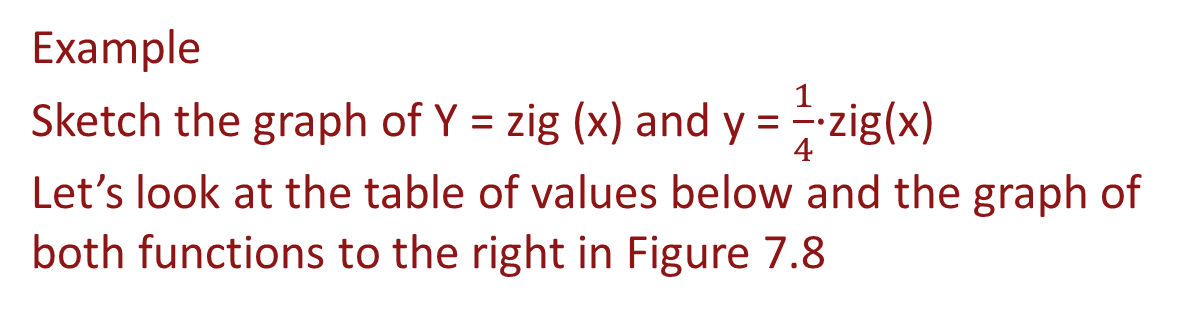 Example
Sketch the graph of Y = zig (x) and y = 1/4·zig(x)
Let’s look at the table of values below and the graph of
both functions to the right in Figure 7.8